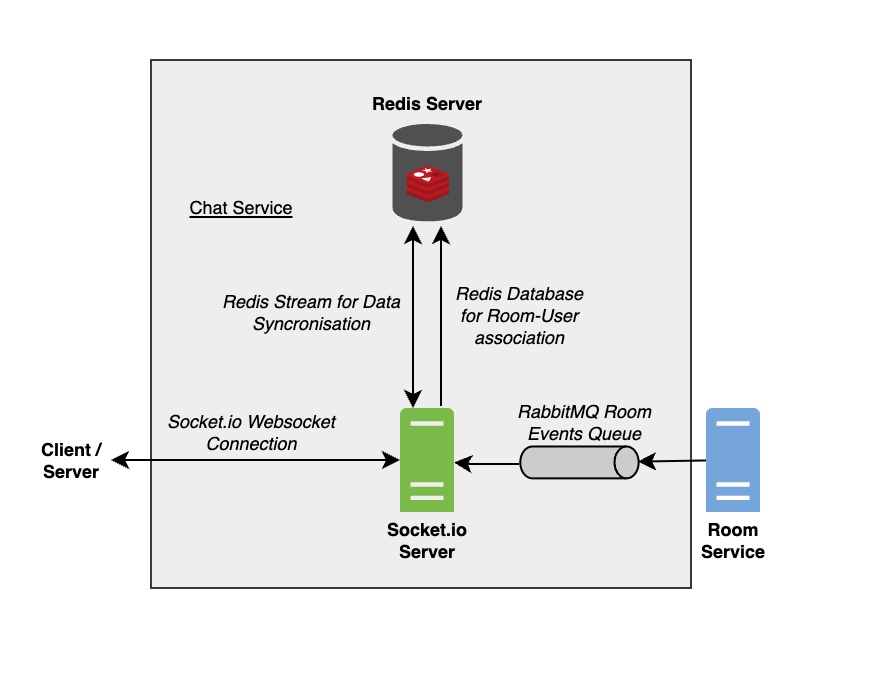 Redis Server
Chat Service
Redis Stream for Data
Syncronisation
Redis Database
for Room-User
association
Socket.io Websocket
Connection
RabbitMQ Room
Events Queue
Client /
Server
Socket.io
Server
Room
Service